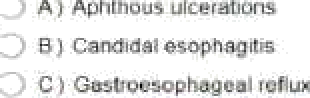 A) Aphthous ulcerations
B) Candidal esophagitis
C) Gastroesophageal reflux